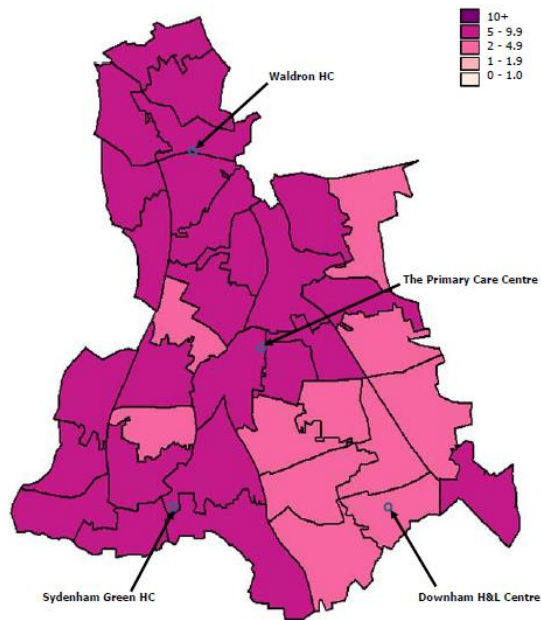 10+
5 - 9.9
2 - 4.9
1 - 1.9
0 - 1.0
Waldron HC
The Primary Care Centre
Sydenham Green HC
Downham H&L Centre